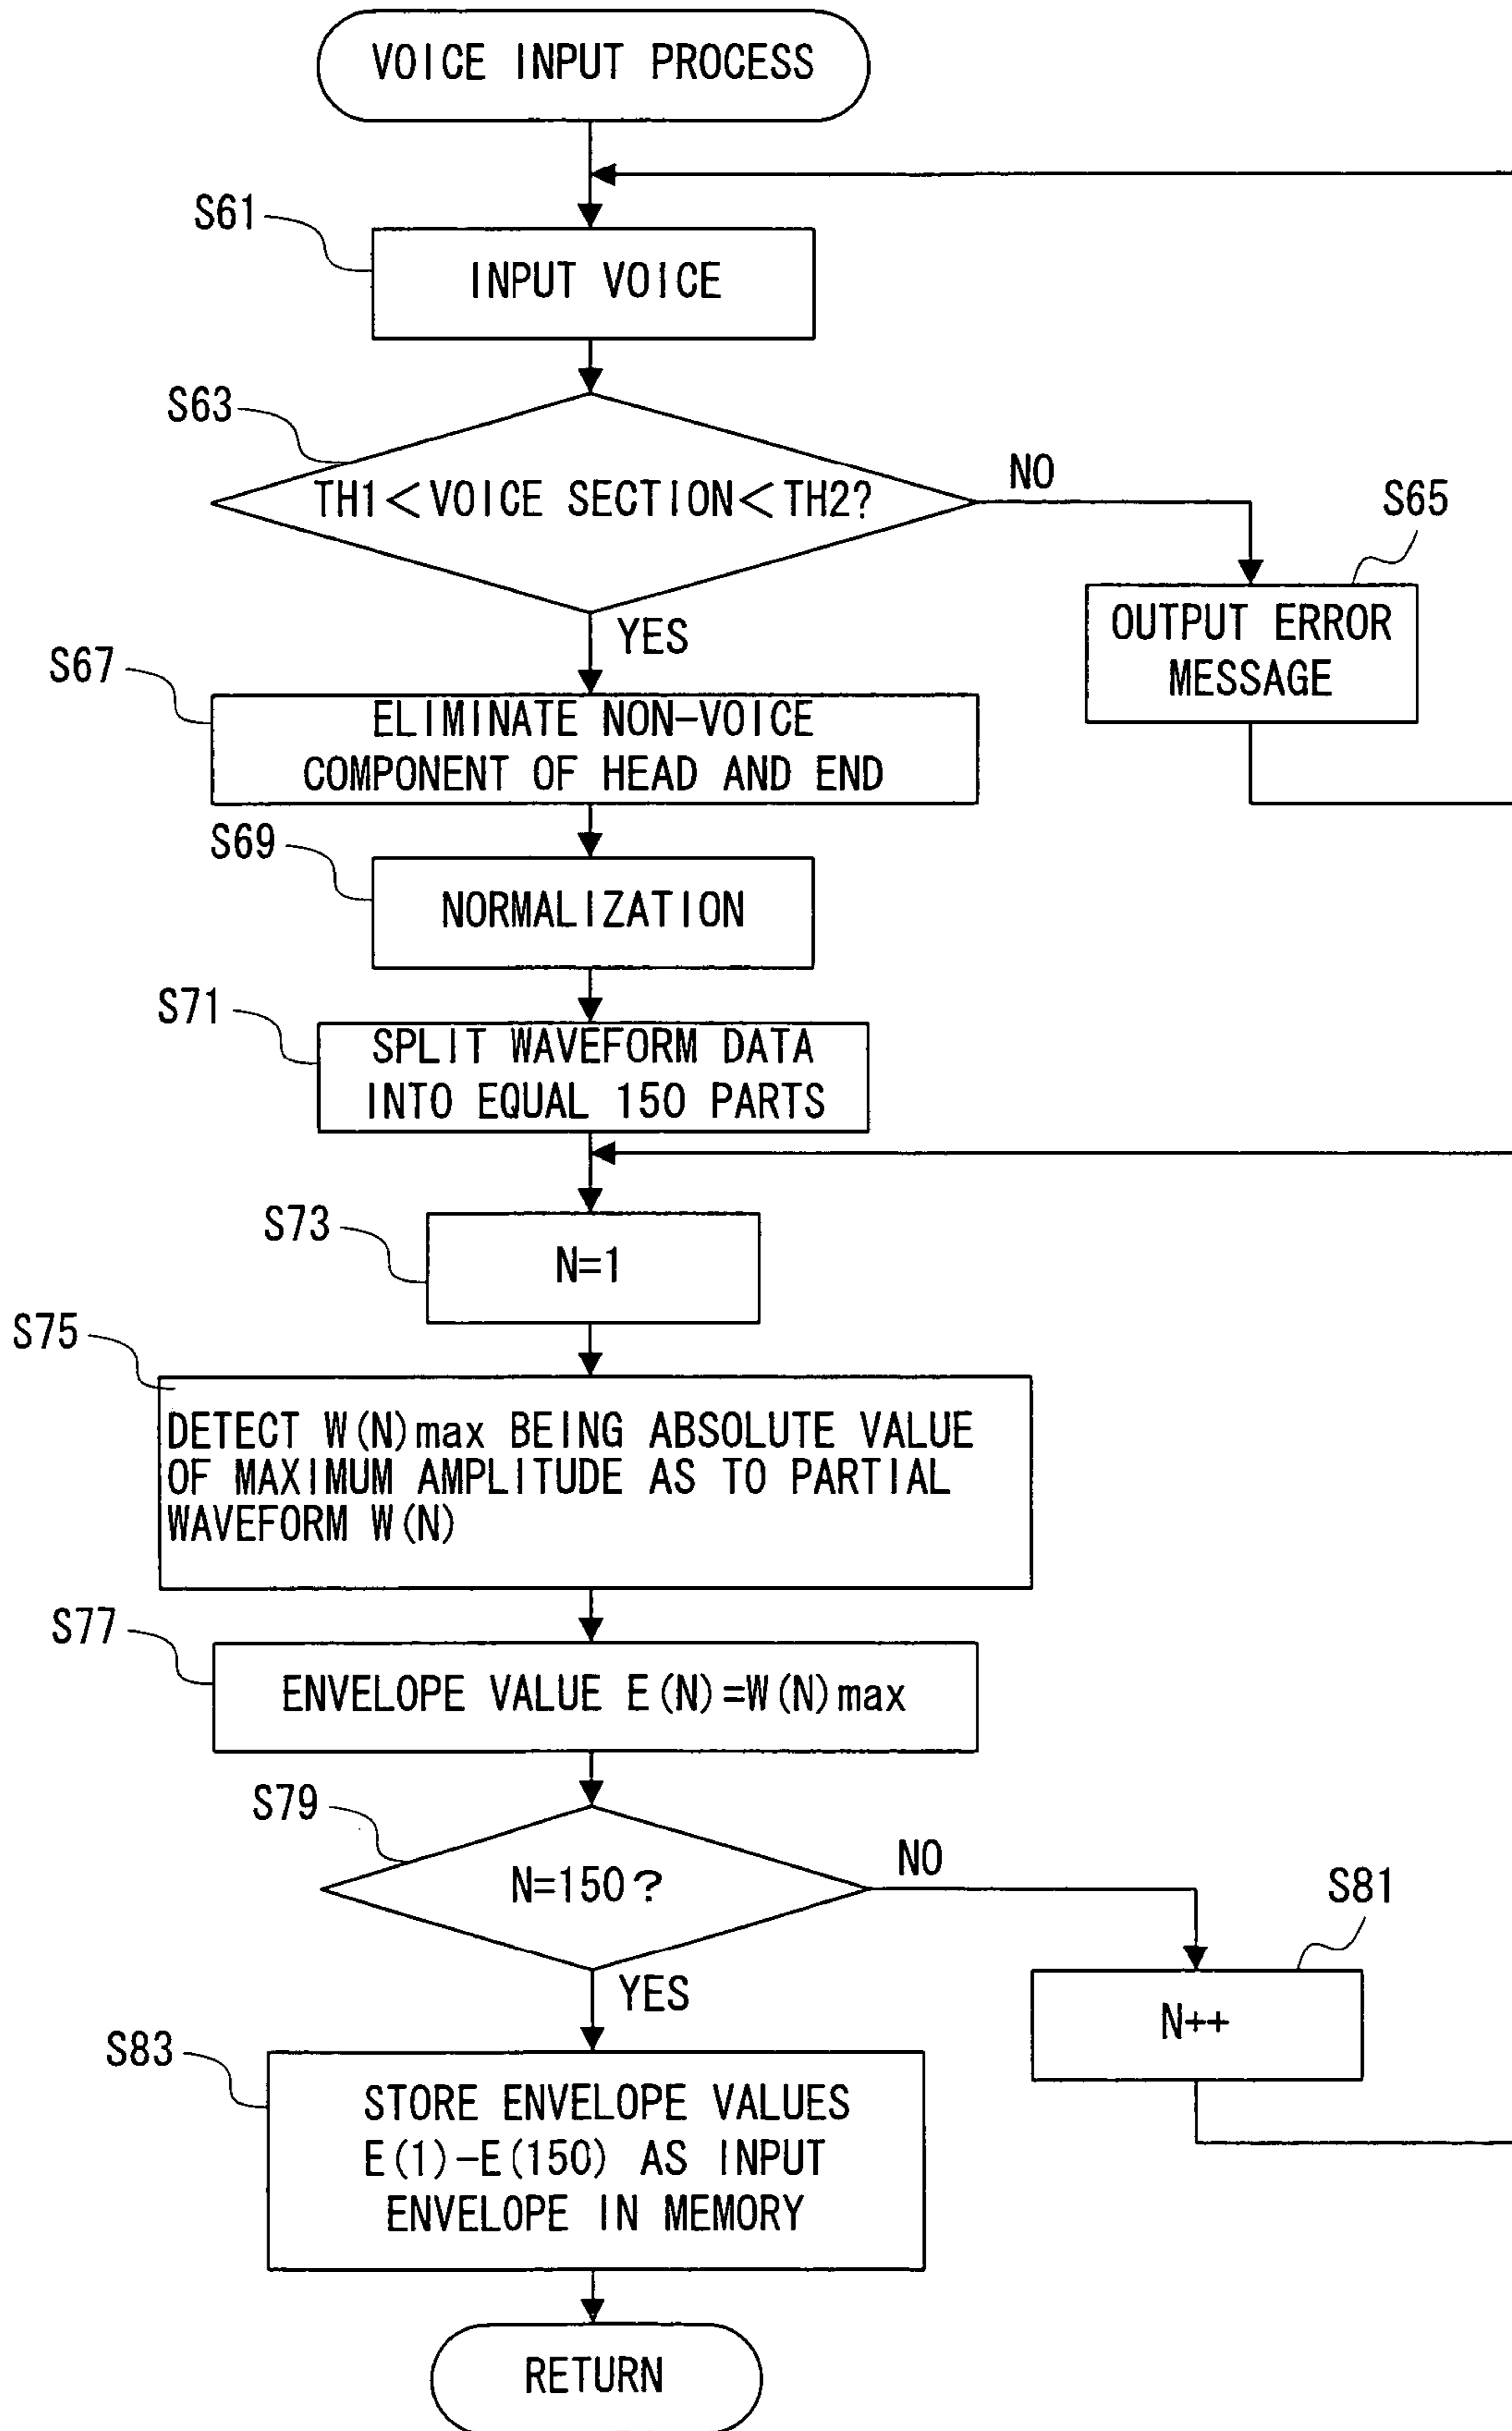 VOICE INPUT PROCESS
S61
INPUT VOICE
S63
TH1<VOICE SECTION<TH2?
NO
S65
OUTPUT ERROR
MESSAGE
YES
S67
ELIMINATE NON-VOICE
COMPONENT OF HEAD AND END
S69
NORMALIZATION
S71
SPLIT WAVEFORM DATA
INTO EQUAL 150 PARTS
S73
N=1
S75
DETECT W(N)max BEING ABSOLUTE VALUE
OF MAXIMUM AMPLITUDE AS TO PARTIAL
WAVEFORM W(N)
S77
ENVELOPE VALUE E(N)=W(N)max
S79
N=150?
NO
S81
N++
YES
S83
STORE ENVELOPE VALUES
E(1)-E(150) AS INPUT
ENVELOPE IN MEMORY
RETURN